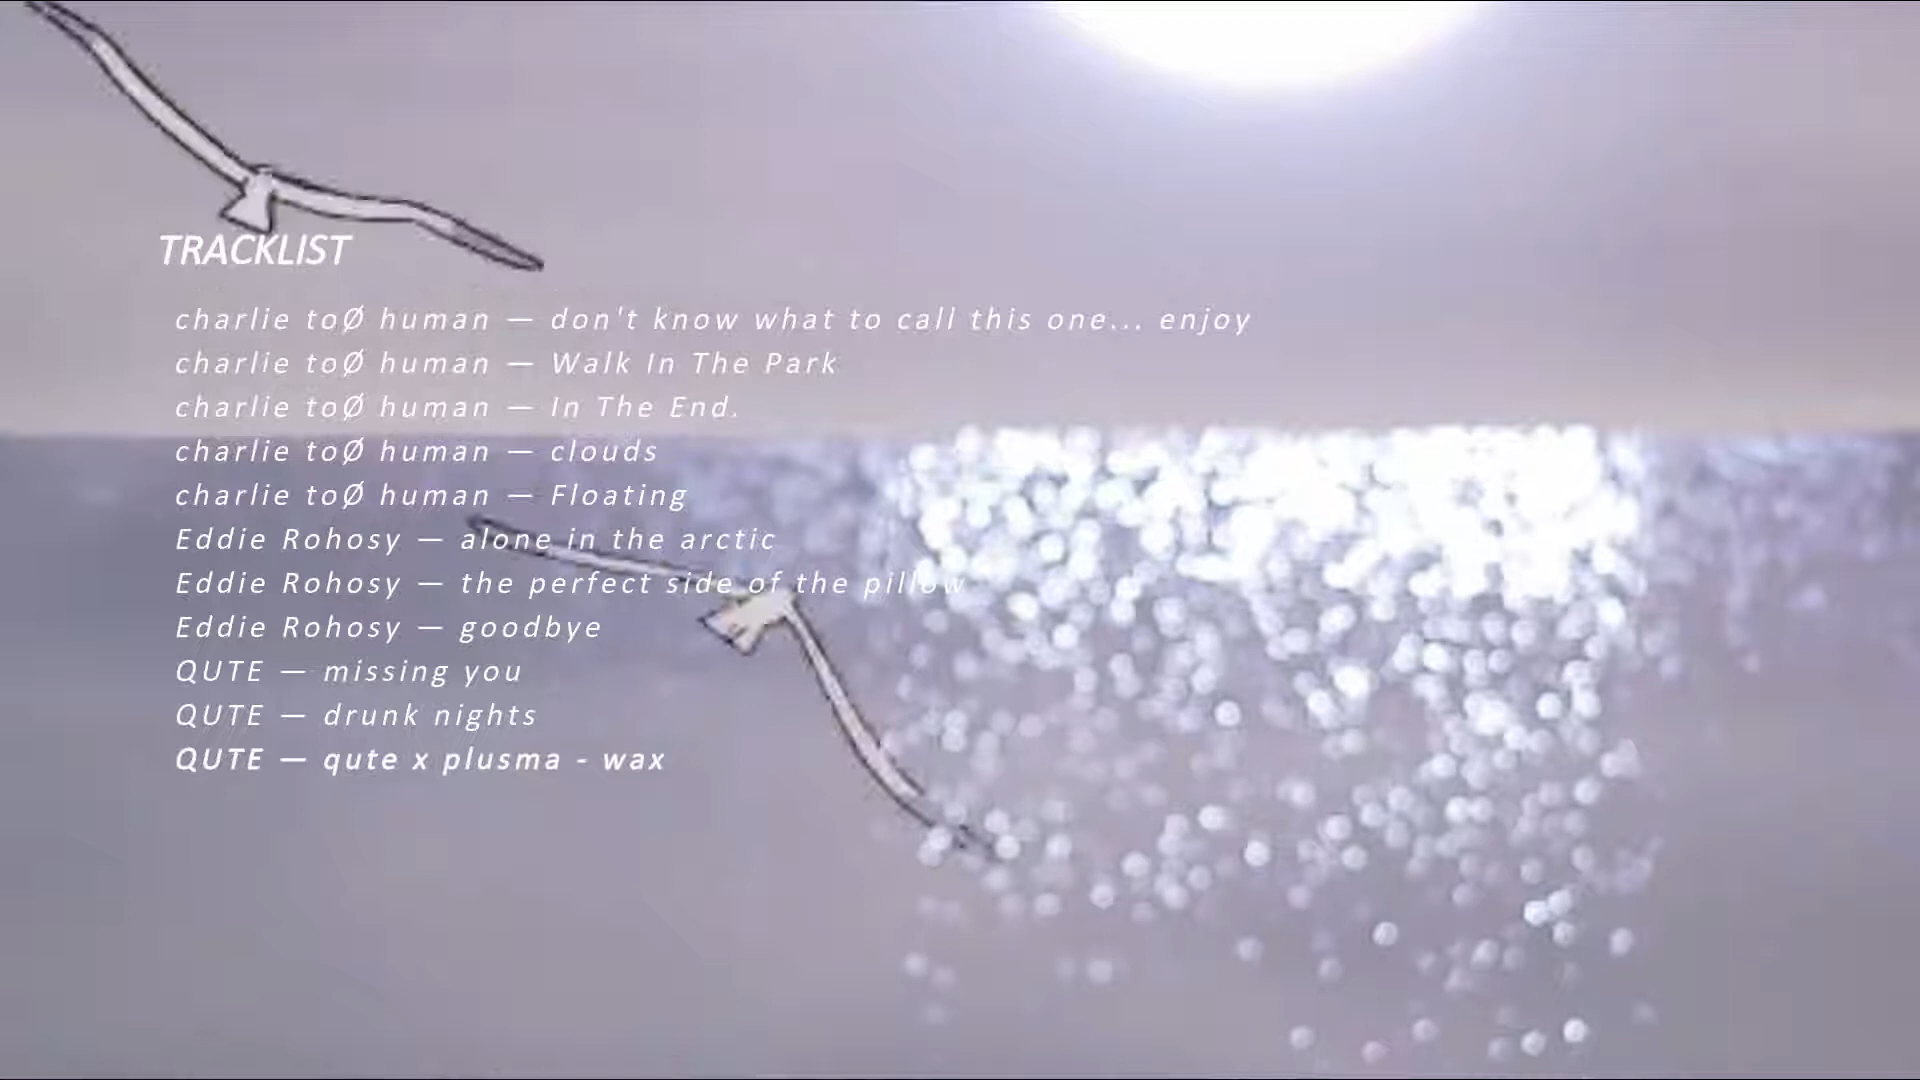 TRACKLIST
charlie toØ human — don't know what to call this one... enjoy
charlie toØ human — Walk In The Park
charlie toØ human — In The End.
charlie toØ human — clouds
charlie toØ human — Floating
Eddie Rohosy — alone in the arctic
Eddie Rohosy — the perfect side of the pillow
Eddie Rohosy — goodbye
QUTE — missing you
QUTE — drunk nights
QUTE — qute x plusma - wax